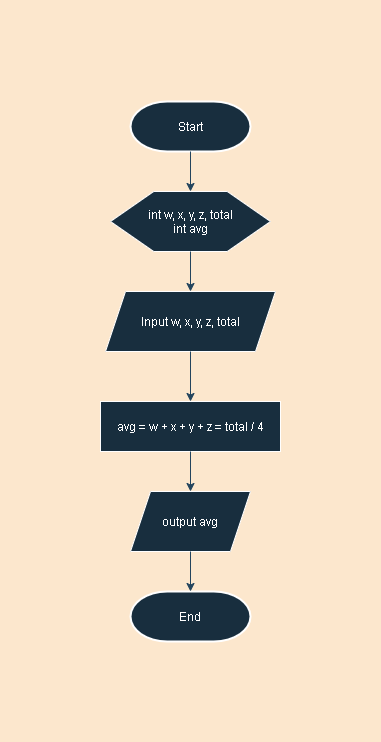 Start
int w, x, y, z, total
int avg
Input w, x, y, z, total
avg = w + x + y + z = total / 4
output avg
End